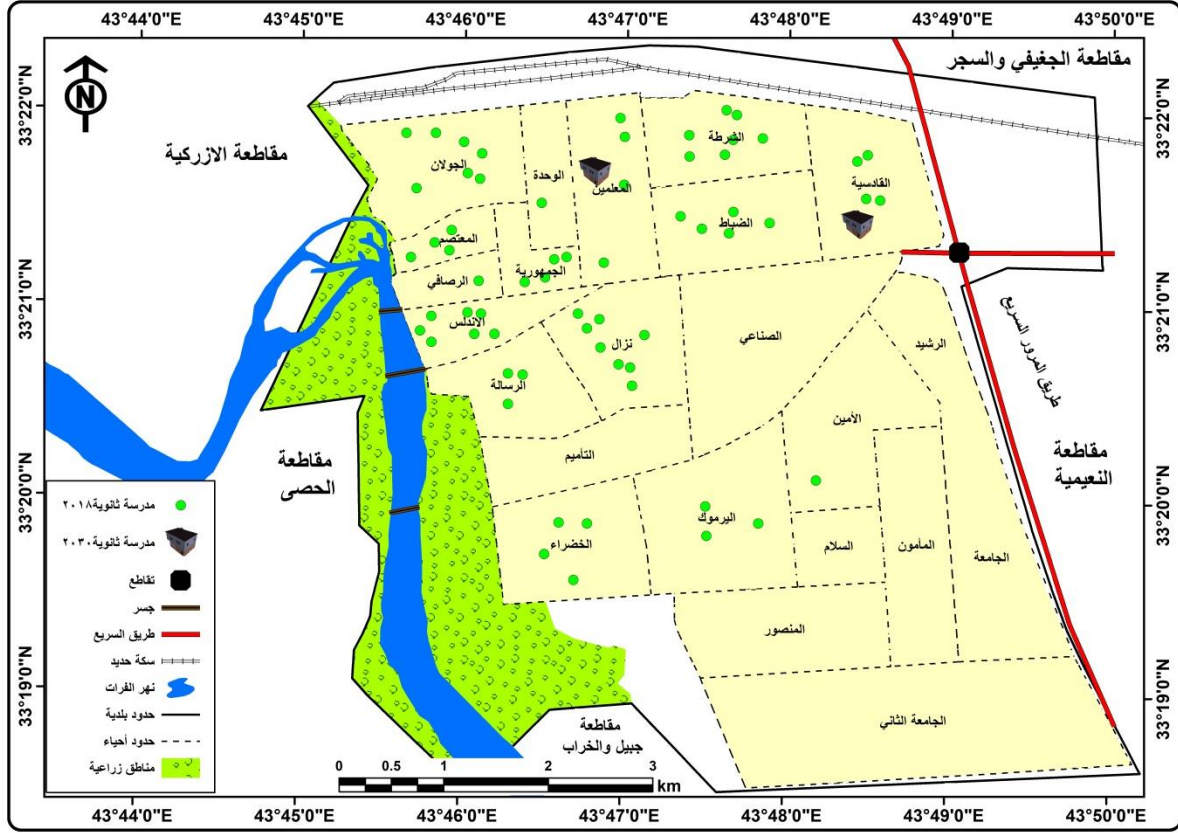 43°44'0"E 43°45'0"E 43°46'0"E 43°47'0"E 43°48'0"E 43°49'0"E 43°50'0"E
مقاطعة الجغيفي والسجر
33°22'0"N
33°22'0"N
N
مقاطعة الازركية
الجولان
الوحدة
المعلمين
الشرطة
القادسية
الضباط
المعتصم
الجمهورية
الرصافي
33°21'0"N
33°21'0"N
الاندلس
نزال
الصناعي
الرشيد
طريق المرور السريع
الرسالة
الأمين
التأميم
مقاطعة
الحصى
مقاطعة
النعيمية
33°20'0"N
33°20'0"N
اليرموك
الخضراء
السلام
المأمون
الجامعة
المنصور
33°19'0"N
33°19'0"N
الجامعة الثاني
مقاطعة
جبيل والخراب
مدرسة ثانوية٢٠١٨
مدرسة ثانوية٢٠٣٠
تقاطع
جسر
طريق السريع
سكة حديد
نهر الفرات
حدود بلدية
حدود أحياء
مناطق زراعية
0 0.5 1 2 3
km
43°44'0"E 43°45'0"E 43°46'0"E 43°47'0"E 43°48'0"E 43°49'0"E 43°50'0"E